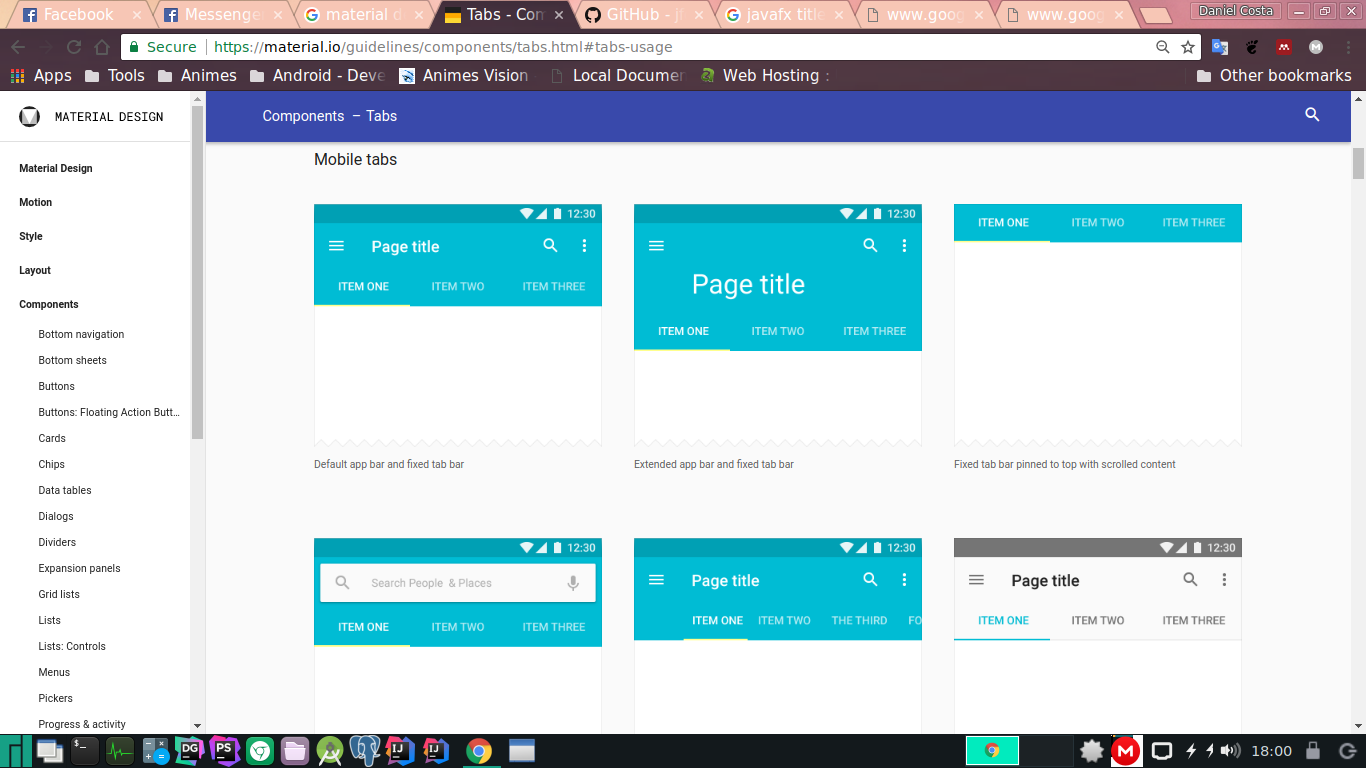 Facebook
Messenge
material d
Tabs - Com
GitHub - jf
javafx title
www.goog
www.goog
Daniel Costa
Secure
https://material.io/guidelines/components/tabs.html#tabs-usage
Apps
Tools
Animes
Android - Deve
Animes Vision
Local Documen
Web Hosting :
Other bookmarks
MATERIAL DESIGN
Components – Tabs
Material Design
Motion
Style
Layout
Components
Bottom navigation
Bottom sheets
Buttons
Buttons: Floating Action Butt...
Cards
Chips
Data tables
Dialogs
Dividers
Expansion panels
Grid lists
Lists
Lists: Controls
Menus
Pickers
Progress & activity
Mobile tabs
12:30
Page title
ITEM ONE ITEM TWO ITEM THREE
Default app bar and fixed tab bar
12:30
Page title
ITEM ONE ITEM TWO ITEM THREE
Extended app bar and fixed tab bar
ITEM ONE ITEM TWO ITEM THREE
Fixed tab bar pinned to top with scrolled content
12:30
Search People & Places
ITEM ONE ITEM TWO ITEM THREE
12:30
Page title
ITEM ONE ITEM TWO THE THIRD FO
12:30
Page title
ITEM ONE ITEM TWO ITEM THREE
DG
PS
IJ
IJ
M
18:00